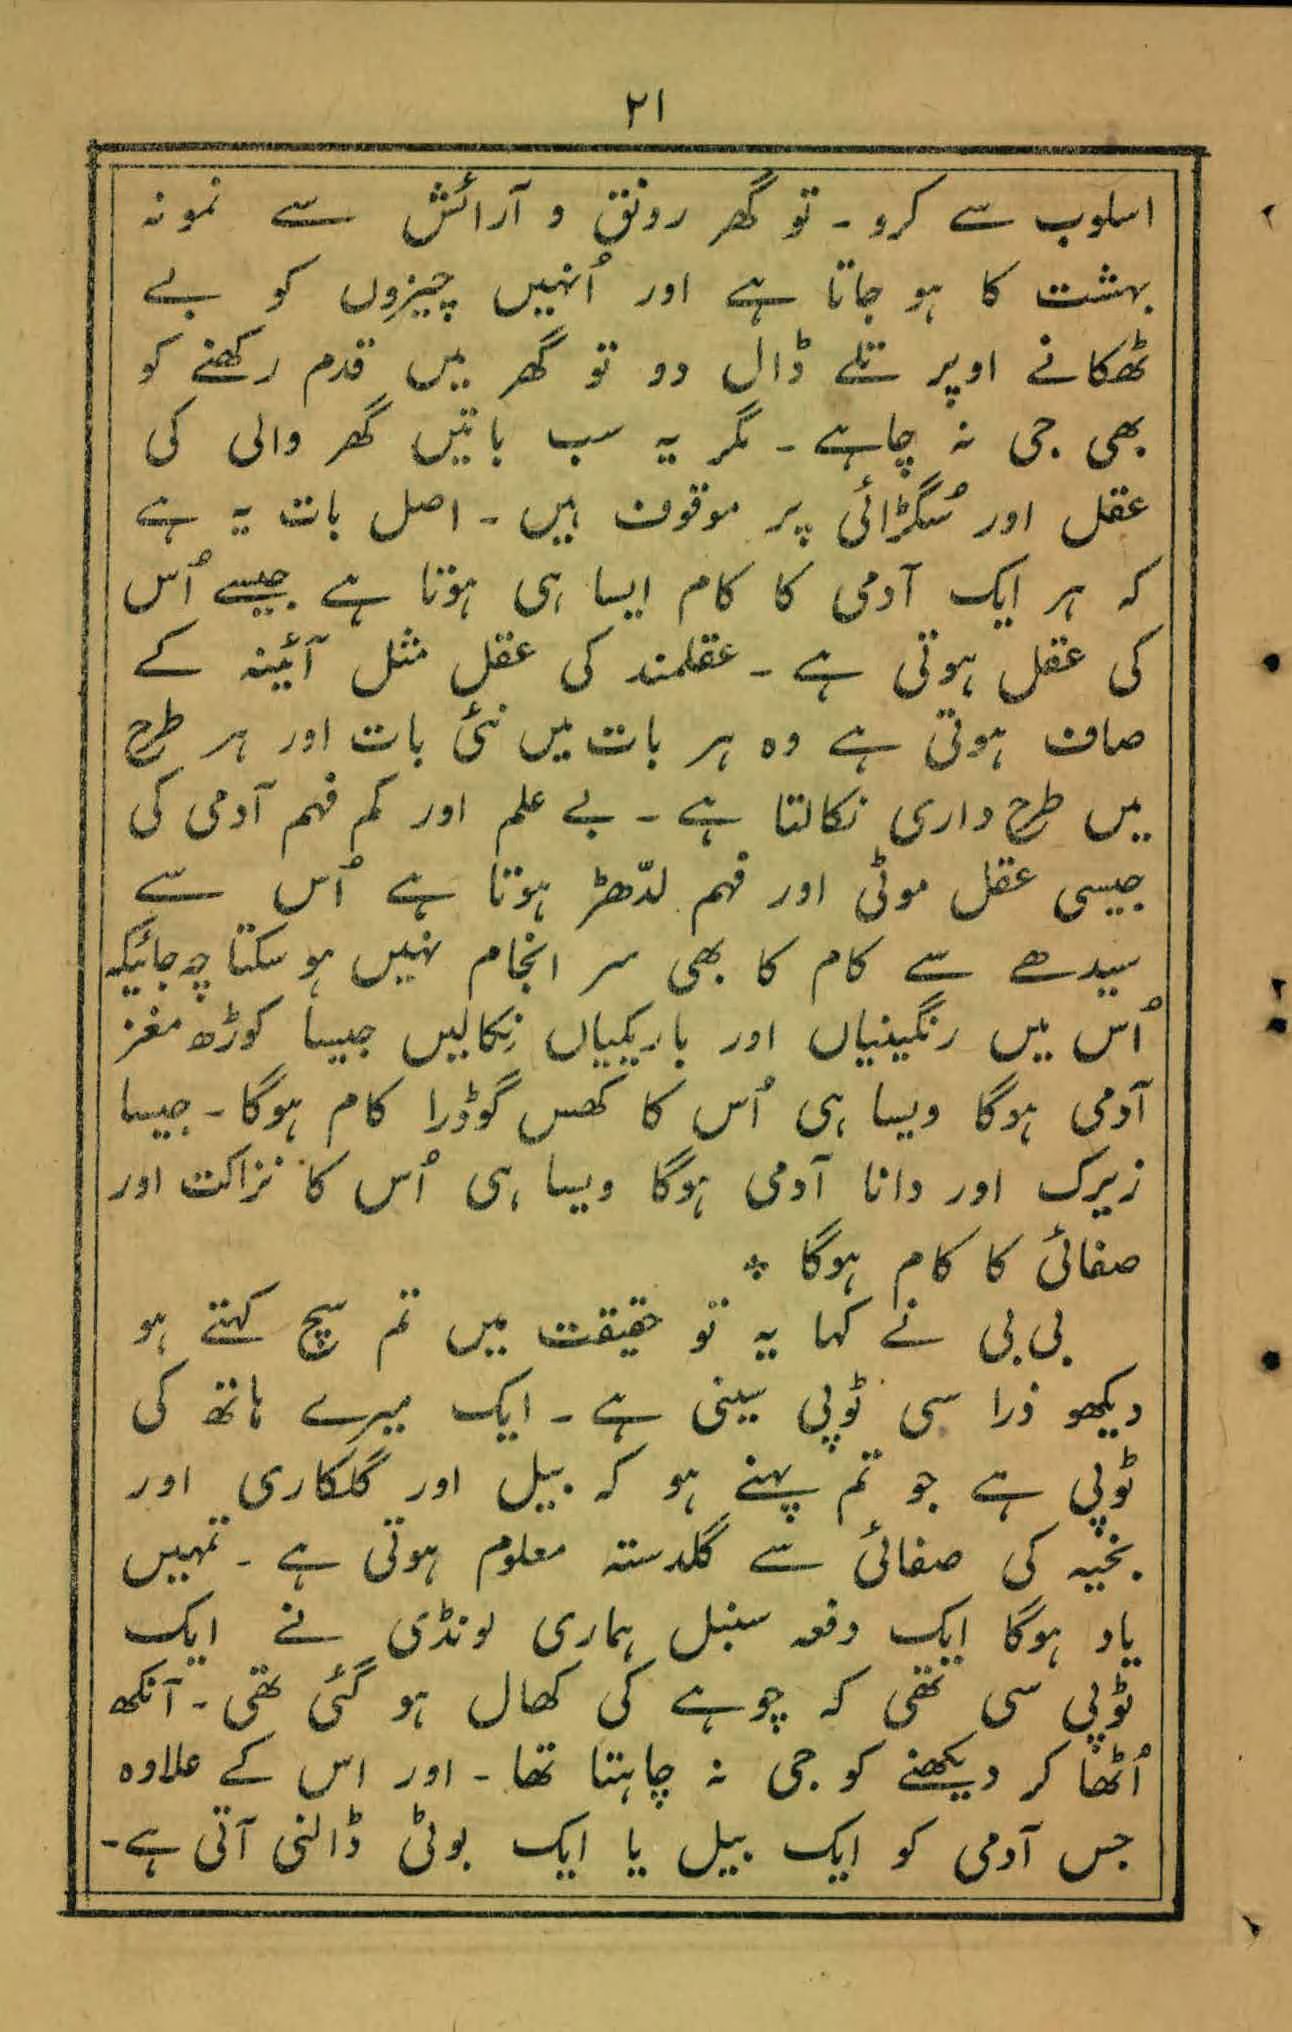 ۲۱
اسلوب سے کرو ۔ تو گھر رونق و آرائش سے نمونہ
بہشت کا ہو جاتا ہے اور اُنہیں چیزوں کو بے
ٹھکانے اوپر تلے ڈال دو تو گھر میں قدم رکھنے کو
بھی جی نہ چاہے ۔ مگر یہ سب باتیں گھر والی کی
عقل اور سُگڑائی پر موقوف ہیں ۔ اصل بات یہ ہے
کہ ہر ایک آدمی کا کام ایسا ہی ہوتا ہے جیسے اُس
کی عقل ہوتی ہے ۔ عقلمند کی عقل مثل آئینہ کے
صاف ہوتی ہے وہ ہر بات میں نئی بات اور ہر طرح
میں طرح داری نکالتا ہے ۔ بے علم اور کم فہم آدمی کی
جیسی عقل موٹی اور فہم لدّھڑ ہوتا ہے اُس سے
سیدھے سے کام کا بھی سر انجام نہیں ہو سکتا چہ جائیکہ
اُس میں رنگینیاں اور باریکیاں نِکالیں جیسا کوڑھ مغز
آدمی ہوگا ویسا ہی اُس کا کھس گوڈرا کام ہوگا ۔ جیسا
زیرک اور دانا آدمی ہوگا ویسا ہی اُس کا نزاکت اور
صفائی کا کام ہوگا ۞
بی بی نے کہا یہ تو حقیقت میں تم سچ کہتے ہو
دیکھو ذرا سی ٹوپی سینی ہے ۔ ایک میرے ہاتھ کی
ٹوپی ہے جو تم پہنے ہو کہ بیل اور گلکاری اور
بخیہ کی صفائی سے گلدستہ معلوم ہوتی ہے ۔ تمہیں
یاد ہوگا ایک دفعہ سنبل ہماری لونڈی نے ایک
ٹوپی سی تھی کہ چوہے کی کھال ہو گئی تھی ۔ آنکھ
اُٹھا کر دیکھنے کو جی نہ چاہتا تھا ۔ اور اس کے علاوہ
جس آدمی کو ایک بیل یا ایک بوٹی ڈالنی آتی ہے ۔